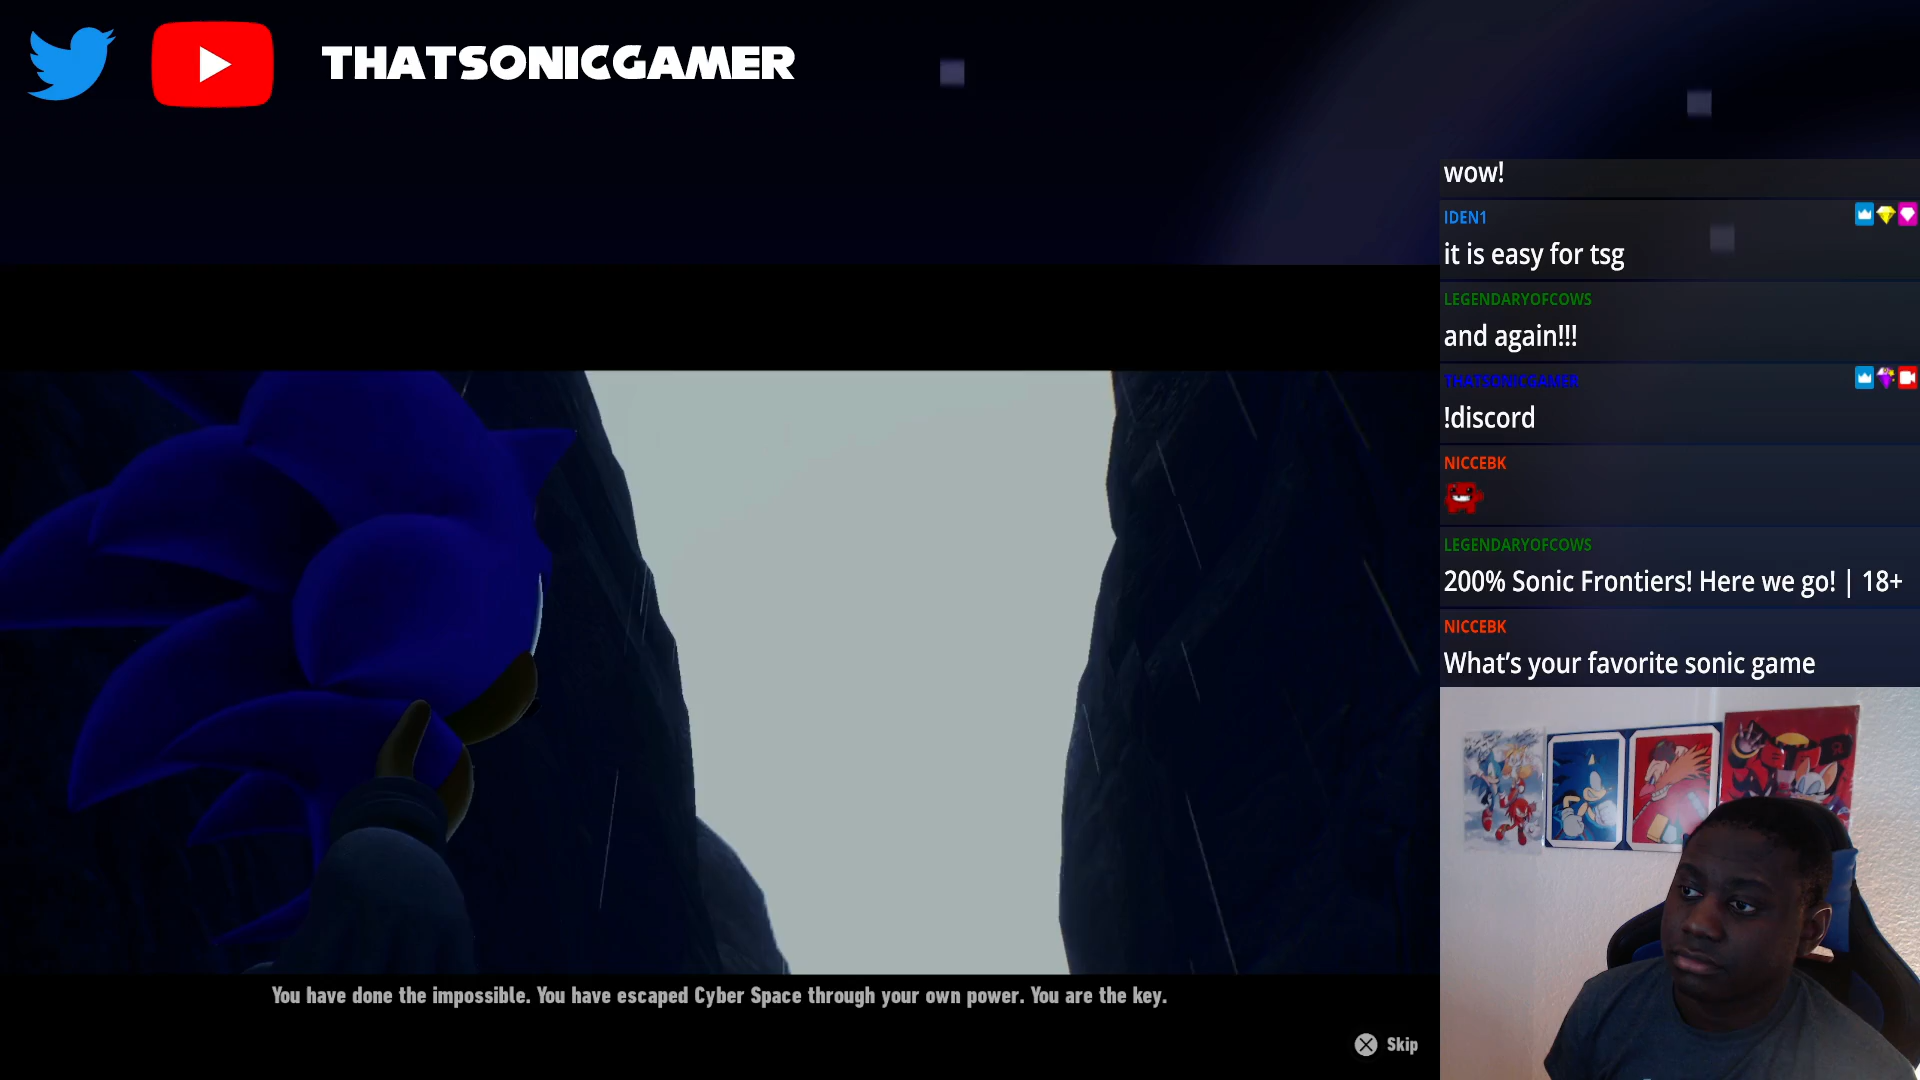 THATSONICGAMER
wow!
IDEN1
it is easy for tsg
LEGENDARYOFCOWS
and again!!!
THATSONICGAMER
!discord
NICCEBK
LEGENDARYOFCOWS
200% Sonic Frontiers! Here we go! | 18+
NICCEBK
What's your favorite sonic game
You have done the impossible. You have escaped Cyber Space through your own power. You are the key.
Skip